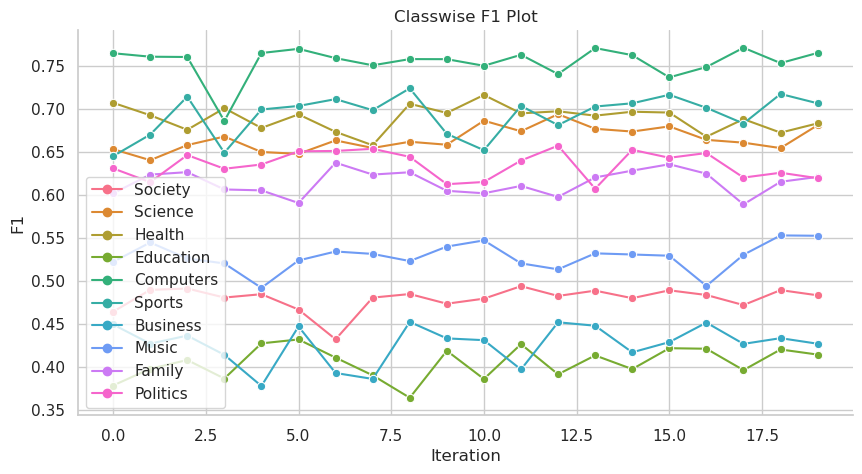 Classwise F1 Plot
F1
0.75
0.70
0.65
0.60
0.55
0.50
0.45
0.40
0.35
Society
Science
Health
Education
Computers
Sports
Business
Music
Family
Politics
0.0 2.5 5.0 7.5 10.0 12.5 15.0 17.5
Iteration